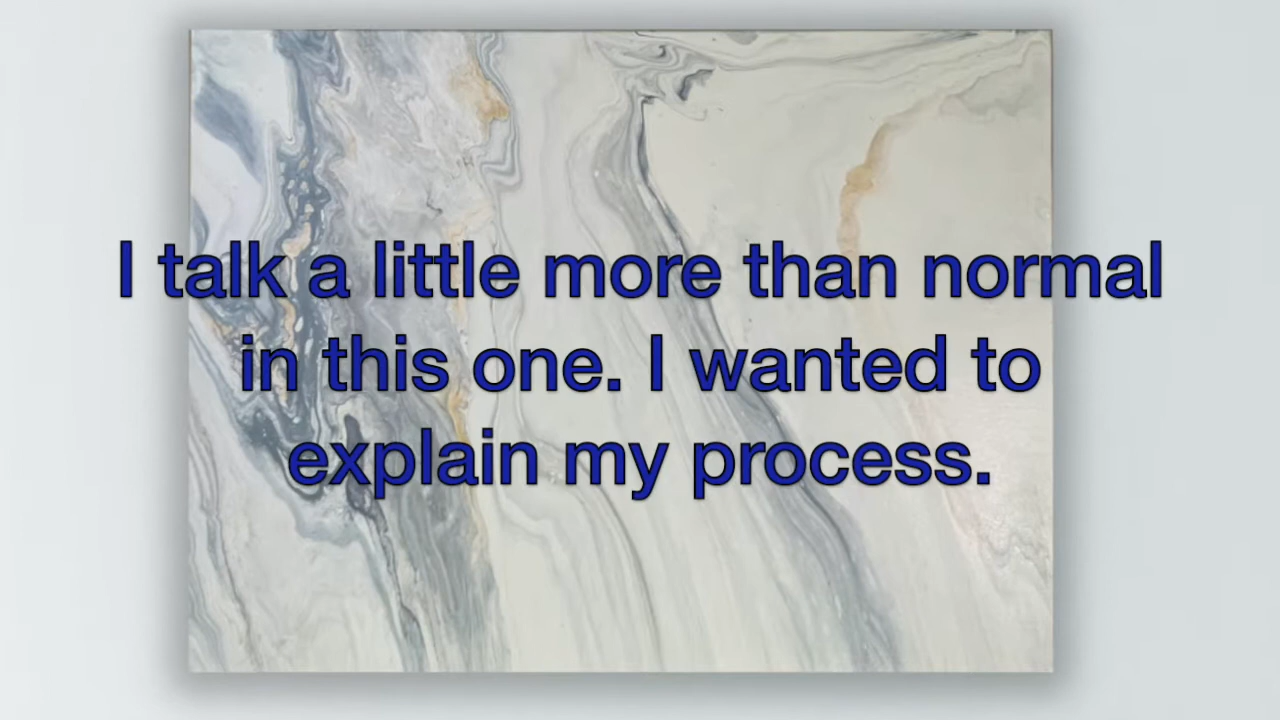 I talk a little more than normal
in this one. I wanted to
explain my process.